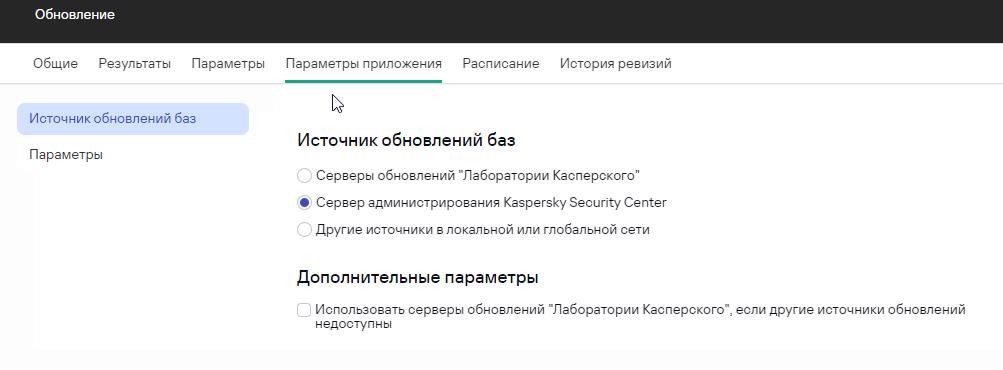 Обновление
Общие Результаты Параметры Параметры приложения Расписание История ревизий
Источник обновлений баз
Параметры
Источник обновлений баз
Серверы обновлений "Лаборатории Касперского"
Сервер администрирования Kaspersky Security Center
Другие источники в локальной или глобальной сети
Дополнительные параметры
Использовать серверы обновлений "Лаборатории Касперского", если другие источники обновлений
недоступны